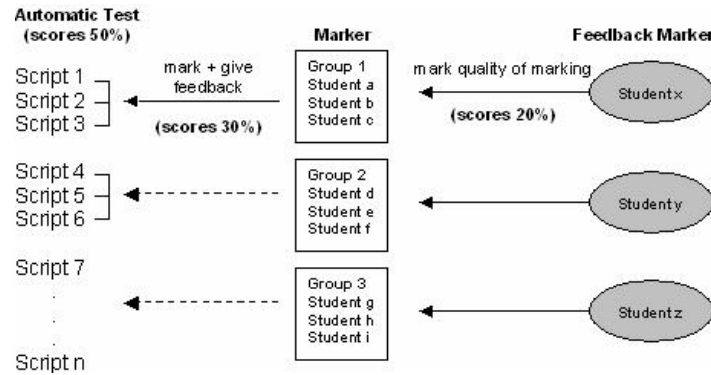 Automatic Test
(scores 50%)
Marker
Feedback Marker
Script 1
Script 2
Script 3
mark + give
feedback
(scores 30%)
Group 1
Student a
Student b
Student c
mark quality of marking
(scores 20%)
Student x
Script 4
Script 5
Script 6
Group 2
Student d
Student e
Student f
Student y
Script 7
.
.
.
Script n
Group 3
Student g
Student h
Student i
Student z